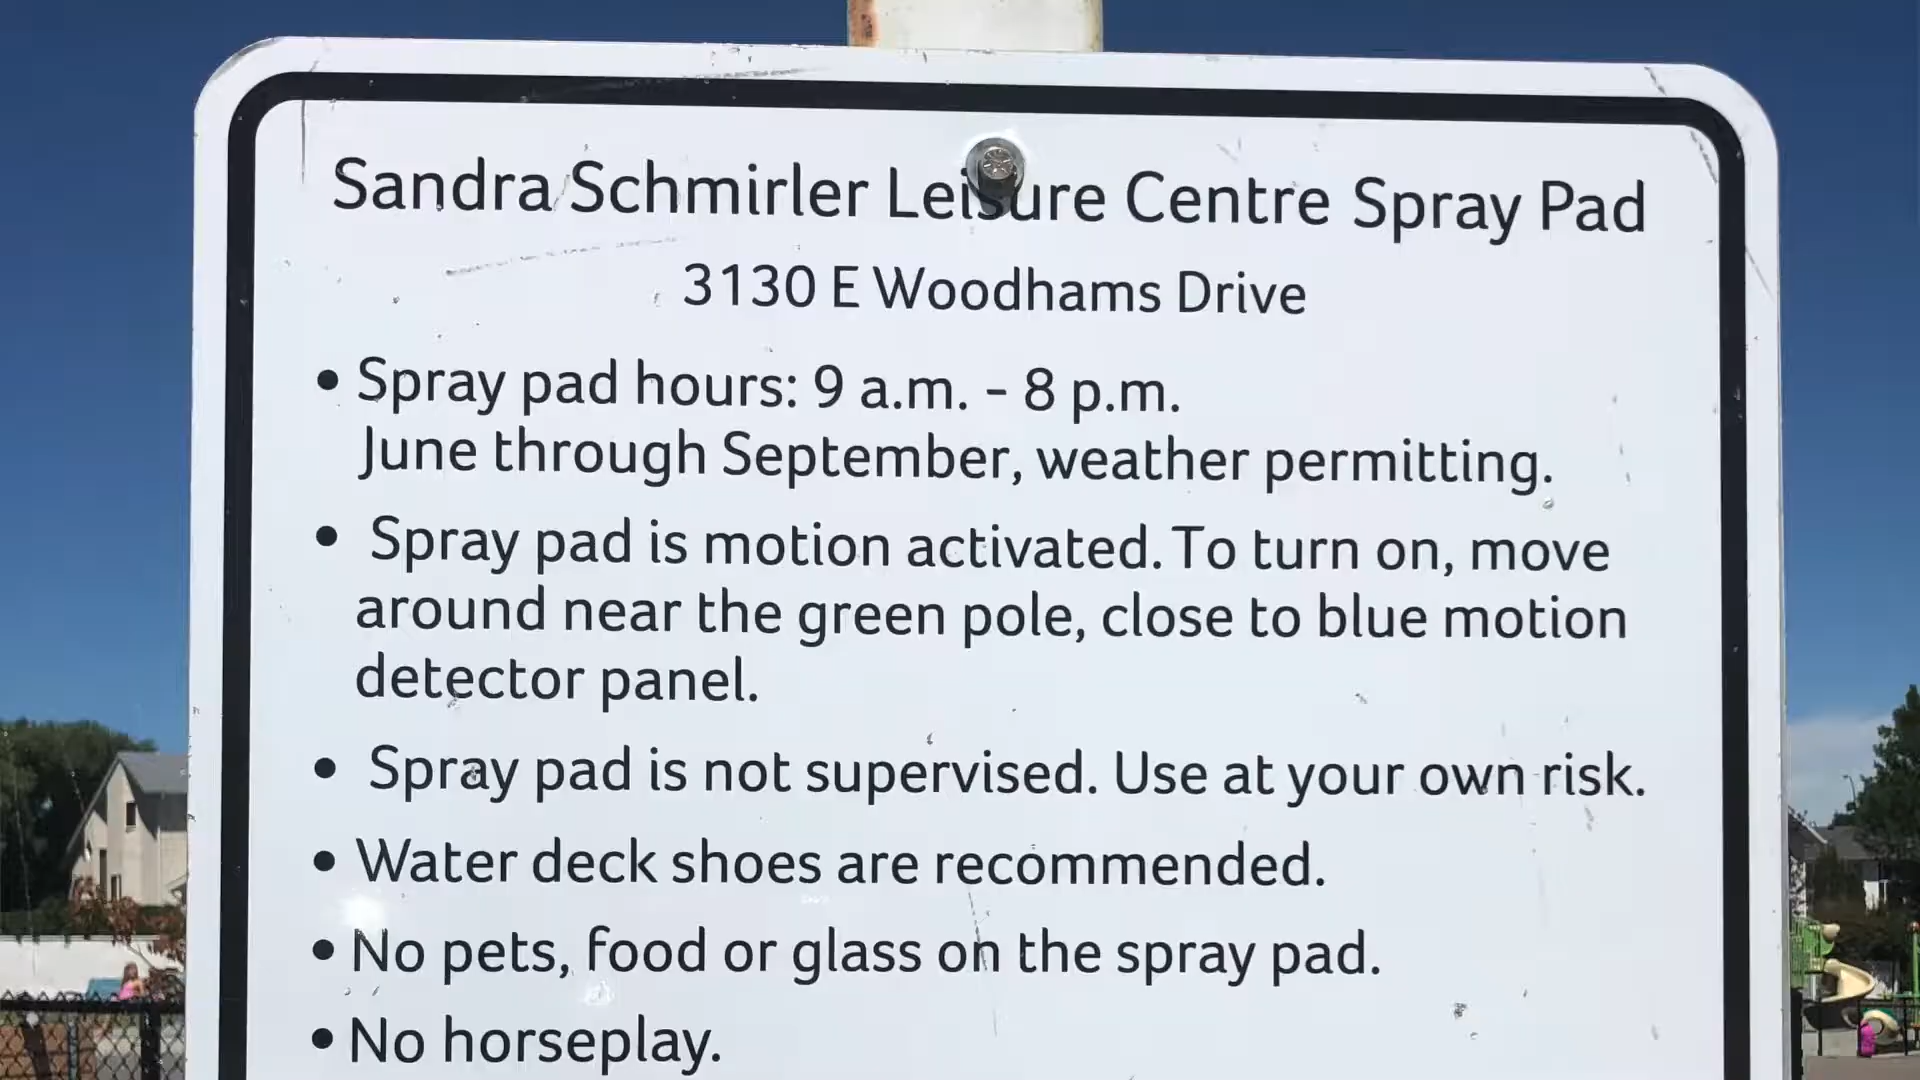 Sandra Schmirler Leisure Centre Spray Pad
3130 E Woodhams Drive
• Spray pad hours: 9 a.m. - 8 p.m.
June through September, weather permitting.
• Spray pad is motion activated. To turn on, move
around near the green pole, close to blue motion
detector panel.
• Spray pad is not supervised. Use at your own risk.
• Water deck shoes are recommended.
• No pets, food or glass on the spray pad.
• No horseplay.